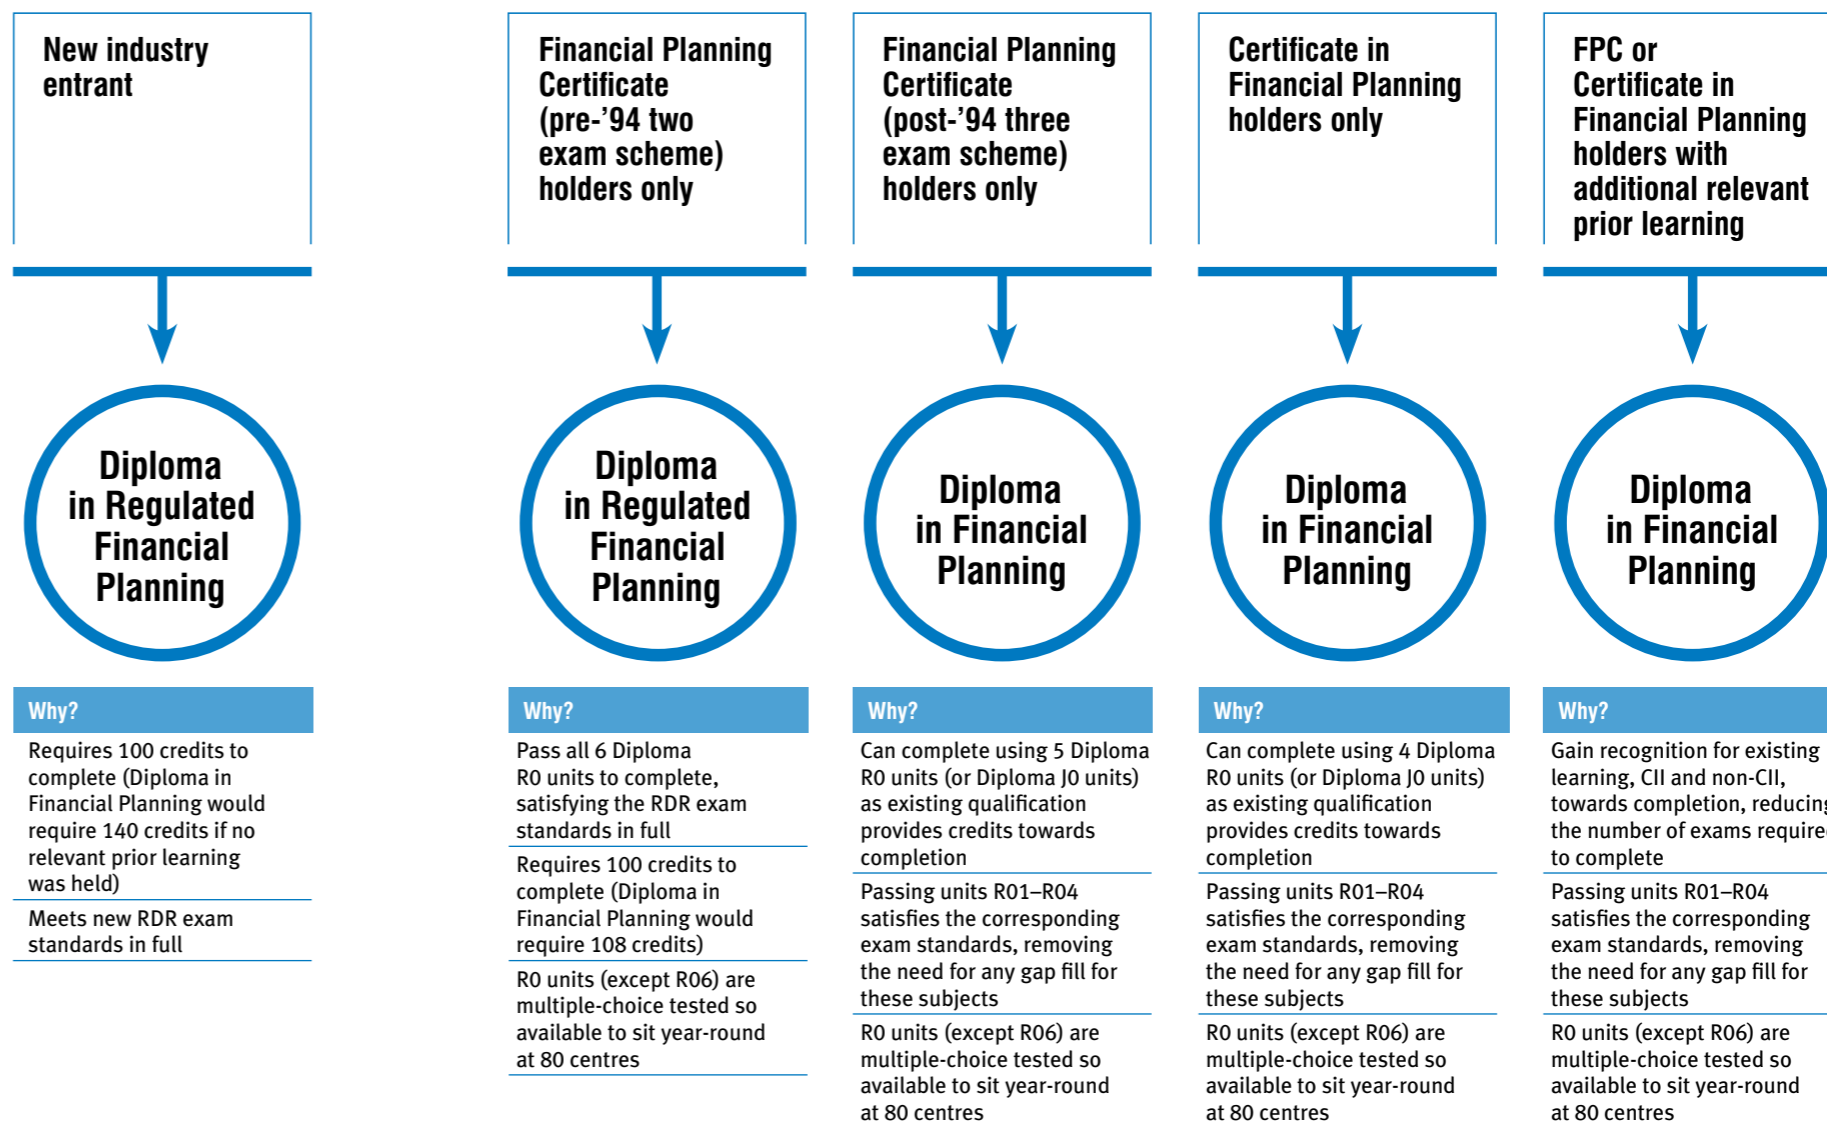 New industry
entrant
Diploma
in Regulated
Financial
Planning
Why?
Requires 100 credits to
complete (Diploma in
Financial Planning would
require 140 credits if no
relevant prior learning
was held)
Meets new RDR exam
standards in full
Financial Planning
Certificate
(pre-’94 two
exam scheme)
holders only
Diploma
in Regulated
Financial
Planning
Why?
Pass all 6 Diploma
R0 units to complete,
satisfying the RDR exam
standards in full
Requires 100 credits to
complete (Diploma in
Financial Planning would
require 108 credits)
R0 units (except R06) are
multiple-choice tested so
available to sit year-round
at 80 centres
Financial Planning
Certificate
(post-’94 three
exam scheme)
holders only
Diploma
in Financial
Planning
Why?
Can complete using 5 Diploma
R0 units (or Diploma J0 units)
as existing qualification
provides credits towards
completion
Passing units R01–R04
satisfies the corresponding
exam standards, removing
the need for any gap fill for
these subjects
R0 units (except R06) are
multiple-choice tested so
available to sit year-round
at 80 centres
Certificate in
Financial Planning
holders only
Diploma
in Financial
Planning
Why?
Can complete using 4 Diploma
R0 units (or Diploma J0 units)
as existing qualification
provides credits towards
completion
Passing units R01–R04
satisfies the corresponding
exam standards, removing
the need for any gap fill for
these subjects
R0 units (except R06) are
multiple-choice tested so
available to sit year-round
at 80 centres
FPC or
Certificate in
Financial Planning
holders with
additional relevant
prior learning
Diploma
in Financial
Planning
Why?
Gain recognition for existing
learning, CII and non-CII,
towards completion, reducing
the number of exams require
to complete
Passing units R01–R04
satisfies the corresponding
exam standards, removing
the need for any gap fill for
these subjects
R0 units (except R06) are
multiple-choice tested so
available to sit year-round
at 80 centres